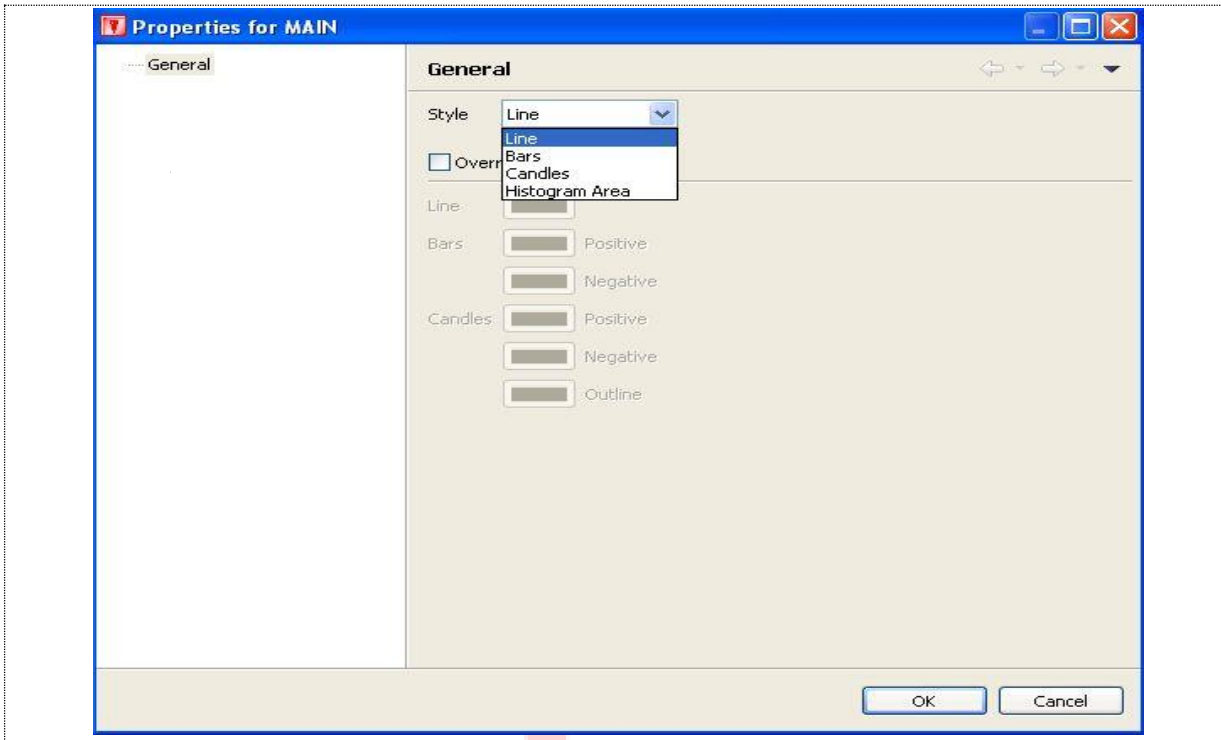 Properties for MAIN
General
General
Style Line
Line
Bars
Candles
Histogram Area
Line
Bars Positive
Negative
Candles Positive
Negative
Outline
OK Cancel